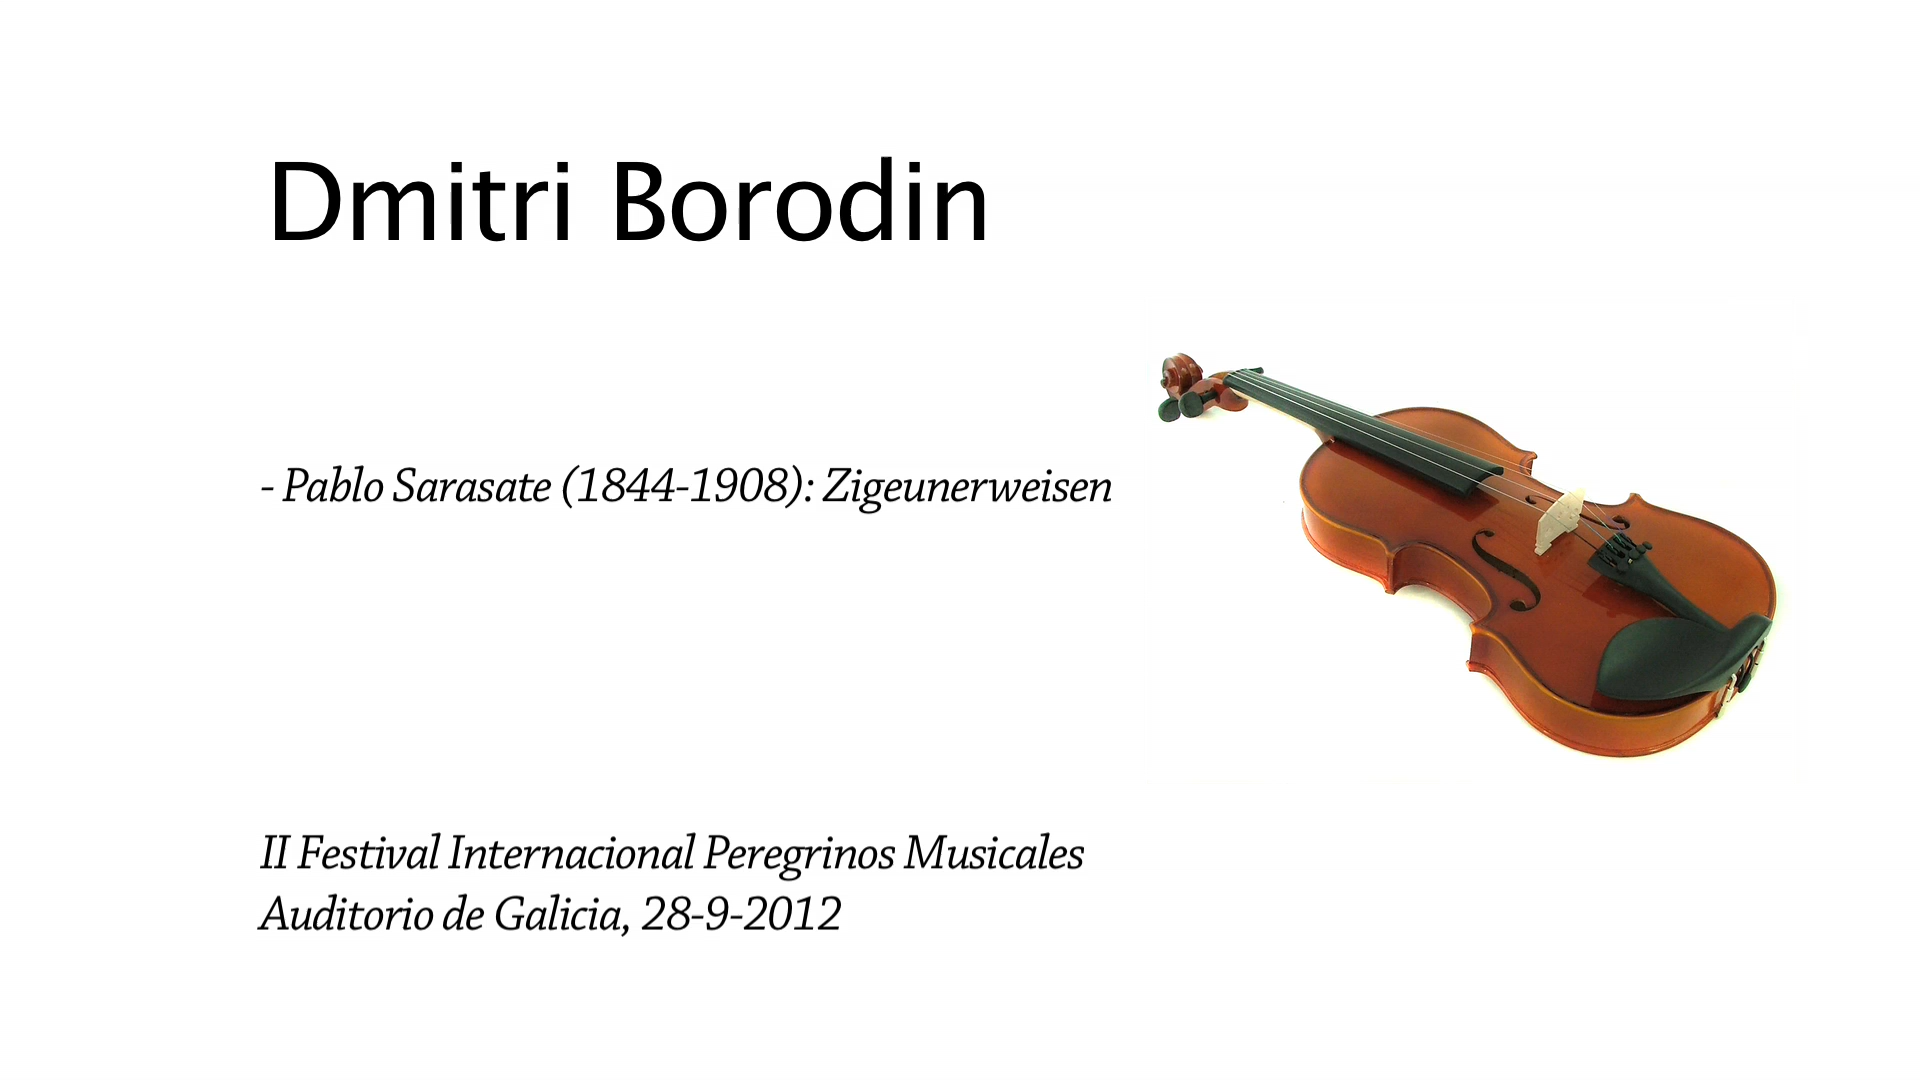 Dmitri Borodin
- Pablo Sarasate (1844-1908): Zigeunerweisen
II Festival Internacional Peregrinos Musicales
Auditorio de Galicia, 28-9-2012